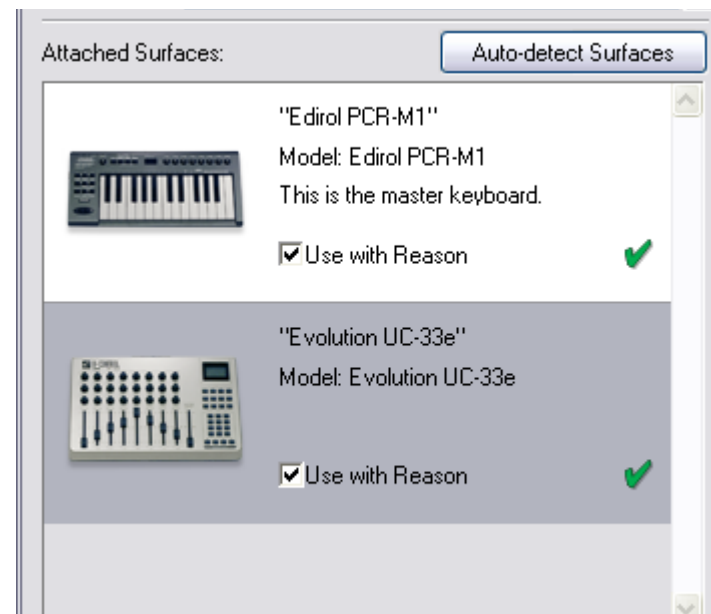 Attached Surfaces:
Auto-detect Surfaces
"Edirol PCR-M1"
Model: Edirol PCR-M1
This is the master keyboard.
Use with Reason
"Evolution UC-33e"
Model: Evolution UC-33e
Use with Reason